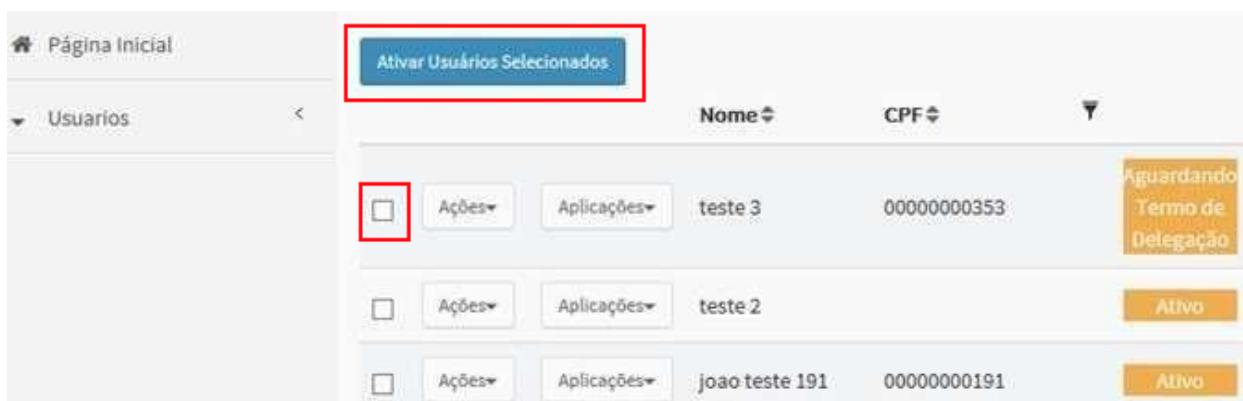 Página Inicial
Usuarios
Ativar Usuários Selecionados
Nome CPF
Ações Aplicações teste 3 00000000353 Aguardando
Termo de
Delegação
Ações Aplicações teste 2 Ativo
Ações Aplicações joao teste 191 00000000191 Ativo